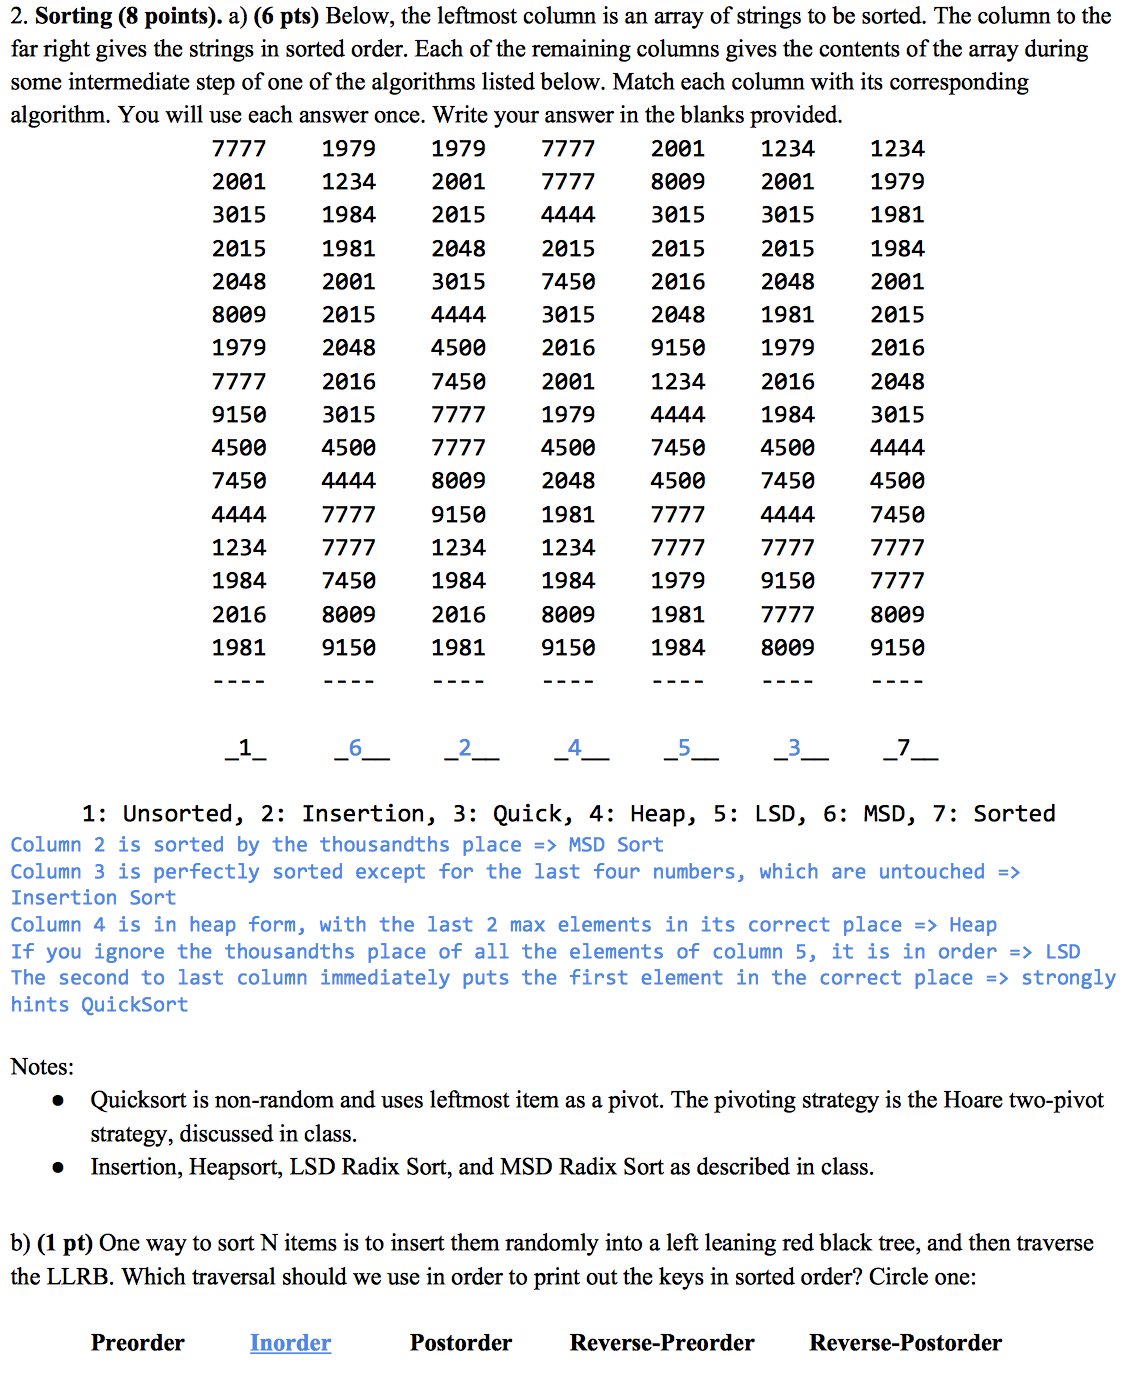 2. Sorting (8 points). a) (6 pts) Below, the leftmost column is an array of strings to be sorted. The column to the
far right gives the strings in sorted order. Each of the remaining columns gives the contents of the array during
some intermediate step of one of the algorithms listed below. Match each column with its corresponding
algorithm. You will use each answer once. Write your answer in the blanks provided.
7777 1979 1979 7777 2001 1234 1234
2001 1234 2001 7777 8009 2001 1979
3015 1984 2015 4444 3015 3015 1981
2015 1981 2048 2015 2015 2015 1984
2048 2001 3015 7450 2016 2048 2001
8009 2015 4444 3015 2048 1981 2015
1979 2048 4500 2016 9150 1979 2016
7777 2016 7450 2001 1234 2016 2048
9150 3015 7777 1979 4444 1984 3015
4500 4500 7777 4500 7450 4500 4444
7450 4444 8009 2048 4500 7450 4500
4444 7777 9150 1981 7777 4444 7450
1234 7777 1234 1234 7777 7777 7777
1984 7450 1984 1984 1979 9150 7777
2016 8009 2016 8009 1981 7777 8009
1981 9150 1981 9150 1984 8009 9150
---- ---- ---- ---- ---- ---- ----
_1_ _6__ _2__ _4__ _5__ _3__ _7__
1: Unsorted, 2: Insertion, 3: Quick, 4: Heap, 5: LSD, 6: MSD, 7: Sorted
Column 2 is sorted by the thousandths place => MSD Sort
Column 3 is perfectly sorted except for the last four numbers, which are untouched =>
Insertion Sort
Column 4 is in heap form, with the last 2 max elements in its correct place => Heap
If you ignore the thousandths place of all the elements of column 5, it is in order => LSD
The second to last column immediately puts the first element in the correct place => strongly
hints QuickSort
Notes:
● Quicksort is non-random and uses leftmost item as a pivot. The pivoting strategy is the Hoare two-pivot
strategy, discussed in class.
● Insertion, Heapsort, LSD Radix Sort, and MSD Radix Sort as described in class.
b) (1 pt) One way to sort N items is to insert them randomly into a left leaning red black tree, and then traverse
the LLRB. Which traversal should we use in order to print out the keys in sorted order? Circle one:
Preorder Inorder Postorder Reverse-Preorder Reverse-Postorder